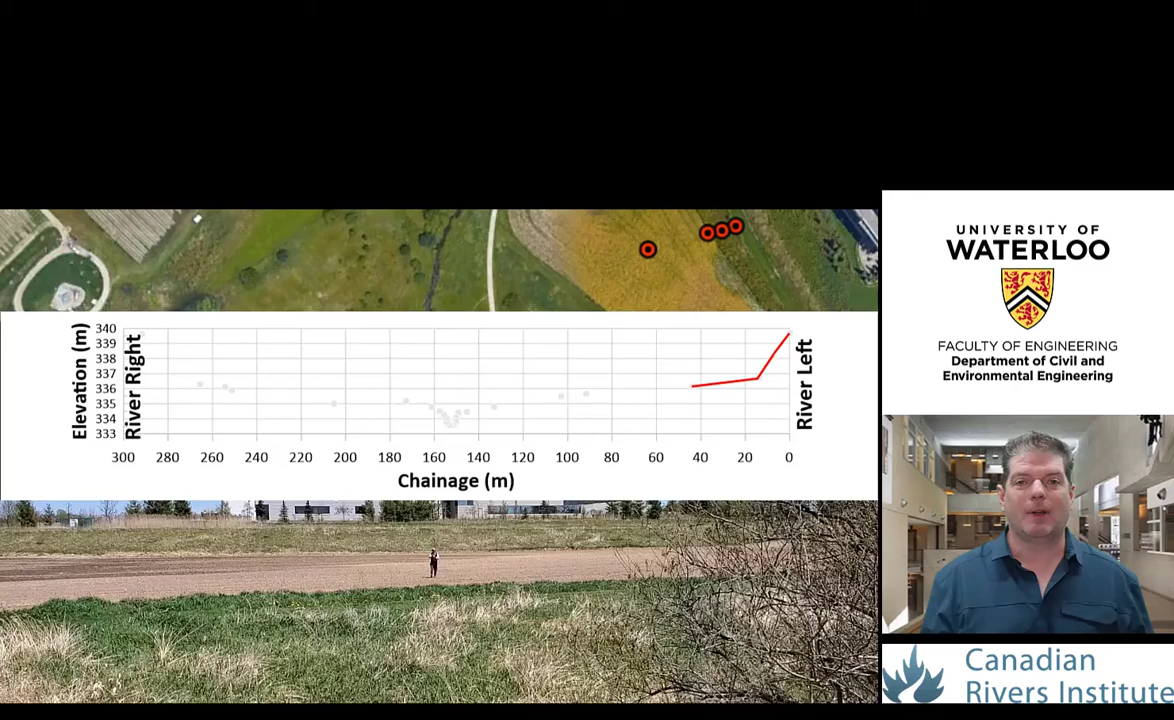 UNIVERSITY OF
WATERLOO
FACULTY OF ENGINEERING
Department of Civil and
Environmental Engineering
Elevation (m)
340
339
338
337
336
335
334
333
River Right
River Left
300 280 260 240 220 200 180 160 140 120 100 80 60 40 20 0
Chainage (m)
Canadian
Rivers Institute